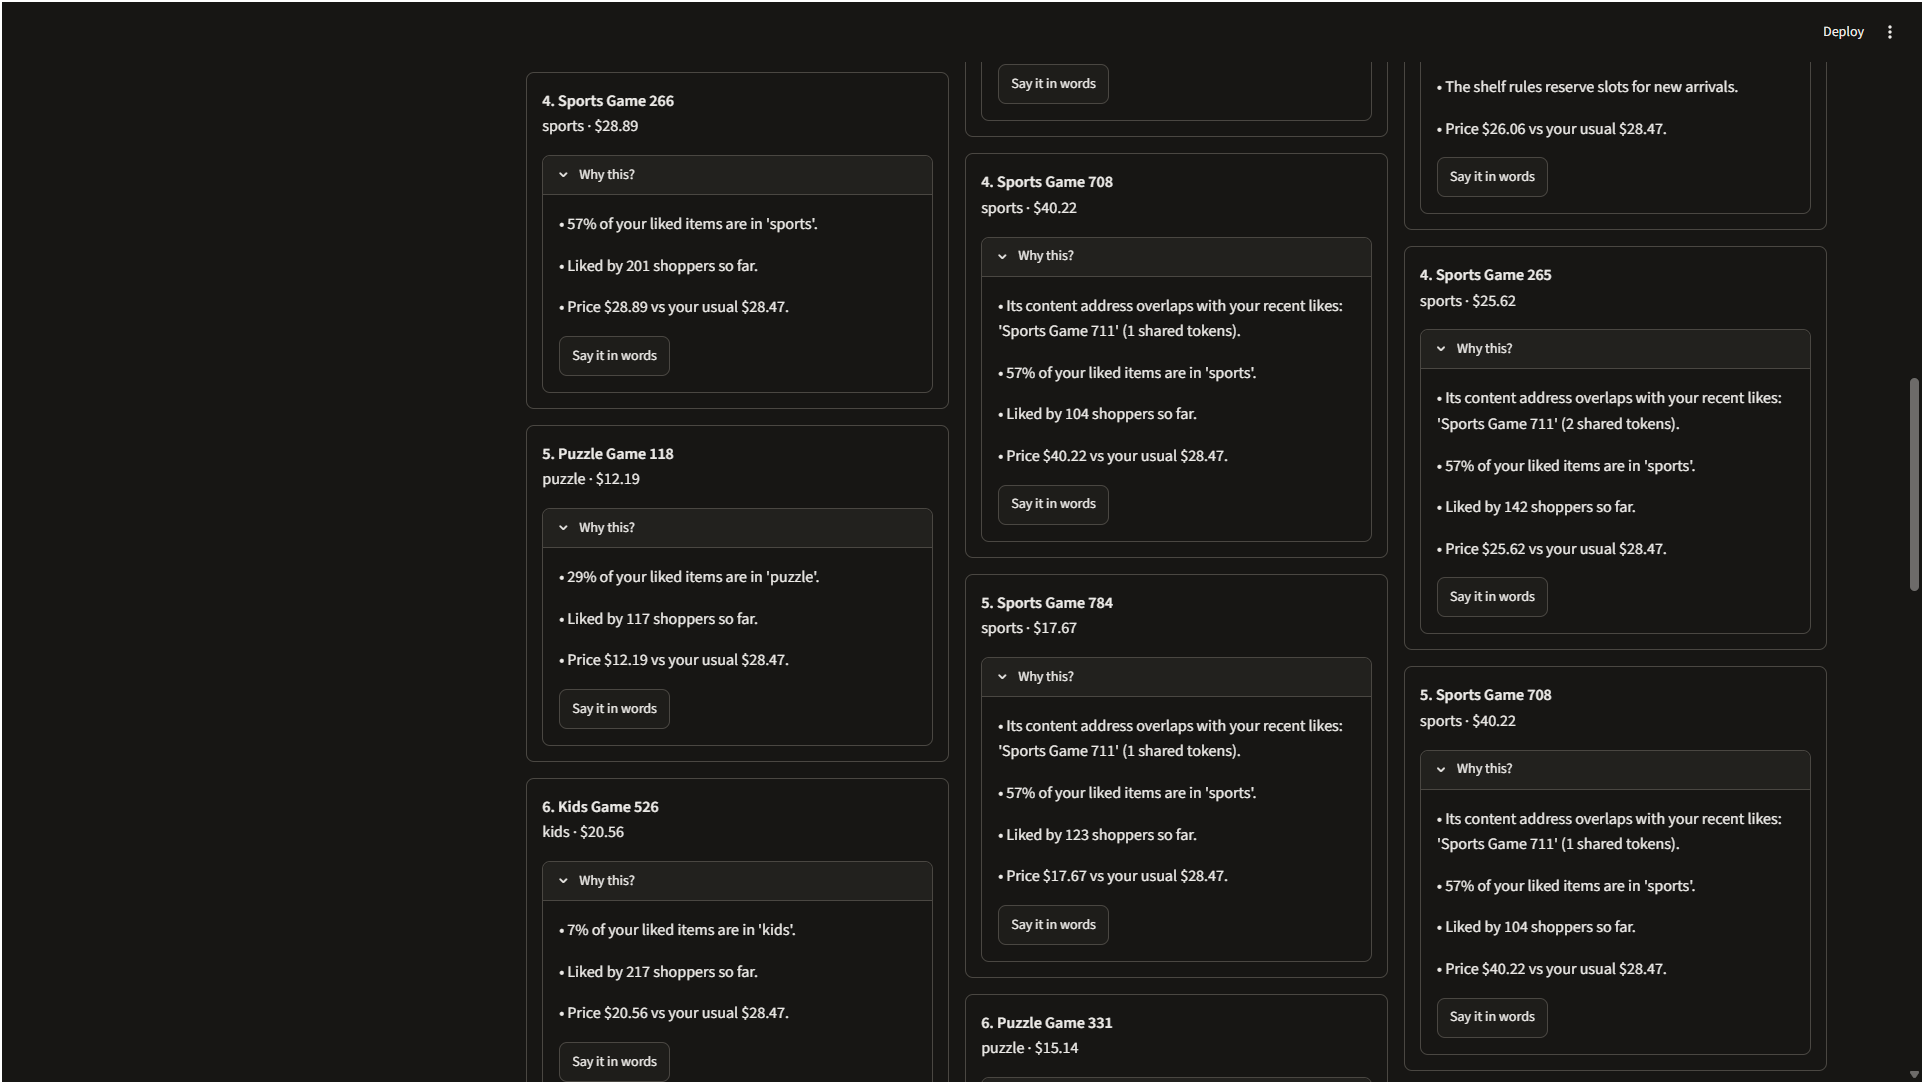 Deploy
4. Sports Game 266
sports · $28.89
Why this?
• 57% of your liked items are in 'sports'.
• Liked by 201 shoppers so far.
• Price $28.89 vs your usual $28.47.
Say it in words
5. Puzzle Game 118
puzzle · $12.19
Why this?
• 29% of your liked items are in 'puzzle'.
• Liked by 117 shoppers so far.
• Price $12.19 vs your usual $28.47.
Say it in words
6. Kids Game 526
kids · $20.56
Why this?
• 7% of your liked items are in 'kids'.
• Liked by 217 shoppers so far.
• Price $20.56 vs your usual $28.47.
Say it in words
Say it in words
4. Sports Game 708
sports · $40.22
Why this?
• Its content address overlaps with your recent likes:
'Sports Game 711' (1 shared tokens).
• 57% of your liked items are in 'sports'.
• Liked by 104 shoppers so far.
• Price $40.22 vs your usual $28.47.
Say it in words
5. Sports Game 784
sports · $17.67
Why this?
• Its content address overlaps with your recent likes:
'Sports Game 711' (1 shared tokens).
• 57% of your liked items are in 'sports'.
• Liked by 123 shoppers so far.
• Price $17.67 vs your usual $28.47.
Say it in words
6. Puzzle Game 331
puzzle · $15.14
• The shelf rules reserve slots for new arrivals.
• Price $26.06 vs your usual $28.47.
Say it in words
4. Sports Game 265
sports · $25.62
Why this?
• Its content address overlaps with your recent likes:
'Sports Game 711' (2 shared tokens).
• 57% of your liked items are in 'sports'.
• Liked by 142 shoppers so far.
• Price $25.62 vs your usual $28.47.
Say it in words
5. Sports Game 708
sports · $40.22
Why this?
• Its content address overlaps with your recent likes:
'Sports Game 711' (1 shared tokens).
• 57% of your liked items are in 'sports'.
• Liked by 104 shoppers so far.
• Price $40.22 vs your usual $28.47.
Say it in words